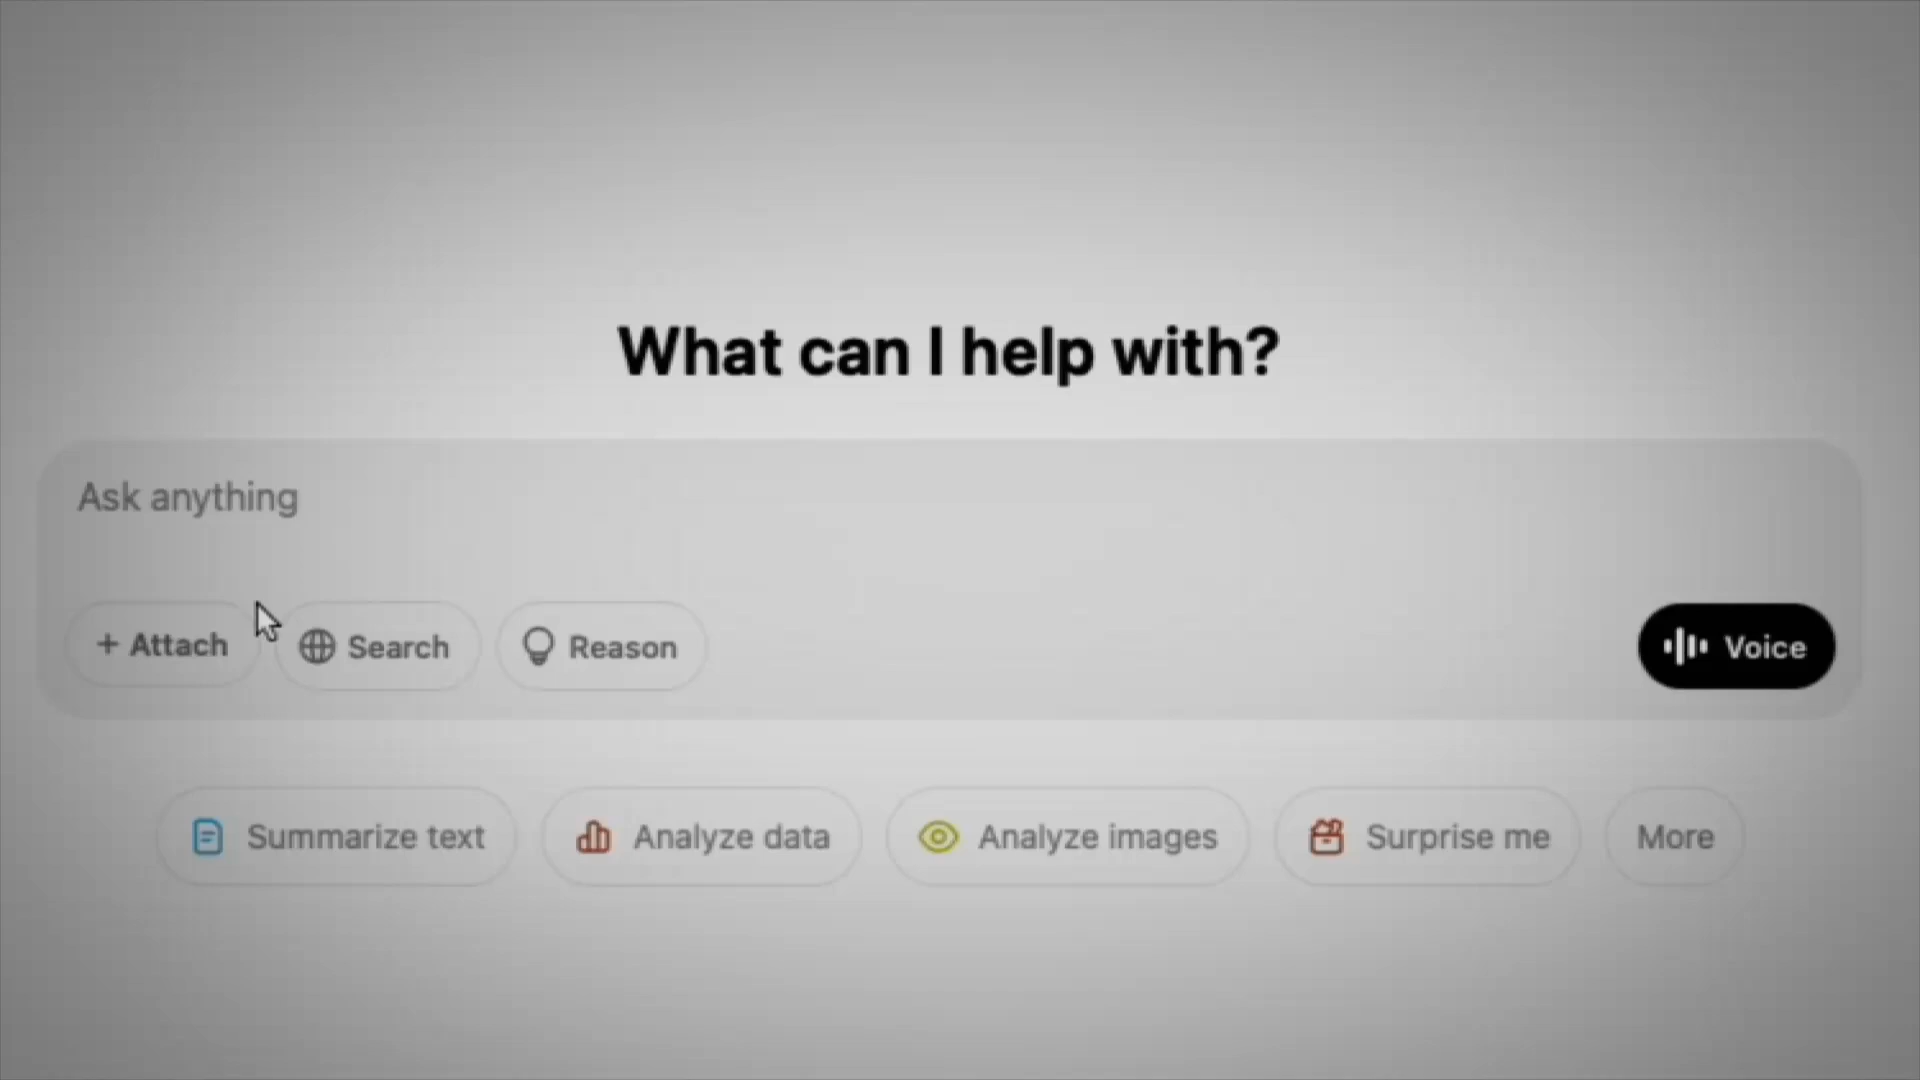 What can I help with?
Ask anything
+ Attach
Search
Reason
Voice
Summarize text
Analyze data
Analyze images
Surprise me
More